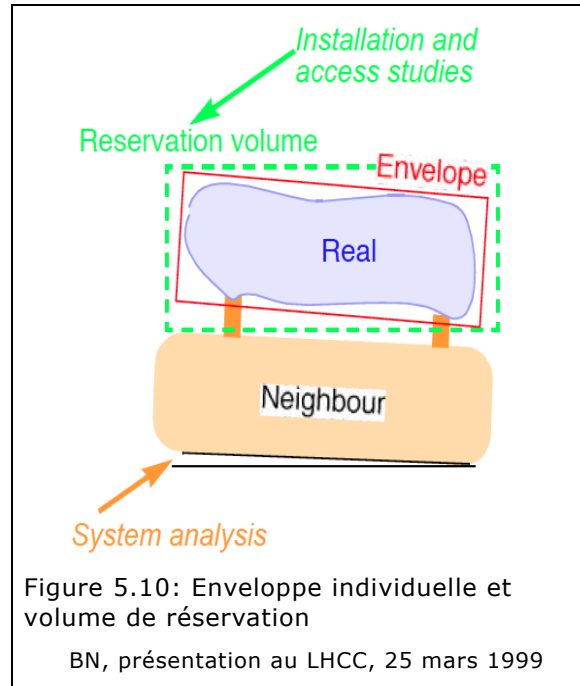 Installation and
access studies
Reservation volume
Envelope
Real
Neighbour
System analysis
Figure 5.10: Enveloppe individuelle et
volume de réservation
BN, présentation au LHCC, 25 mars 1999